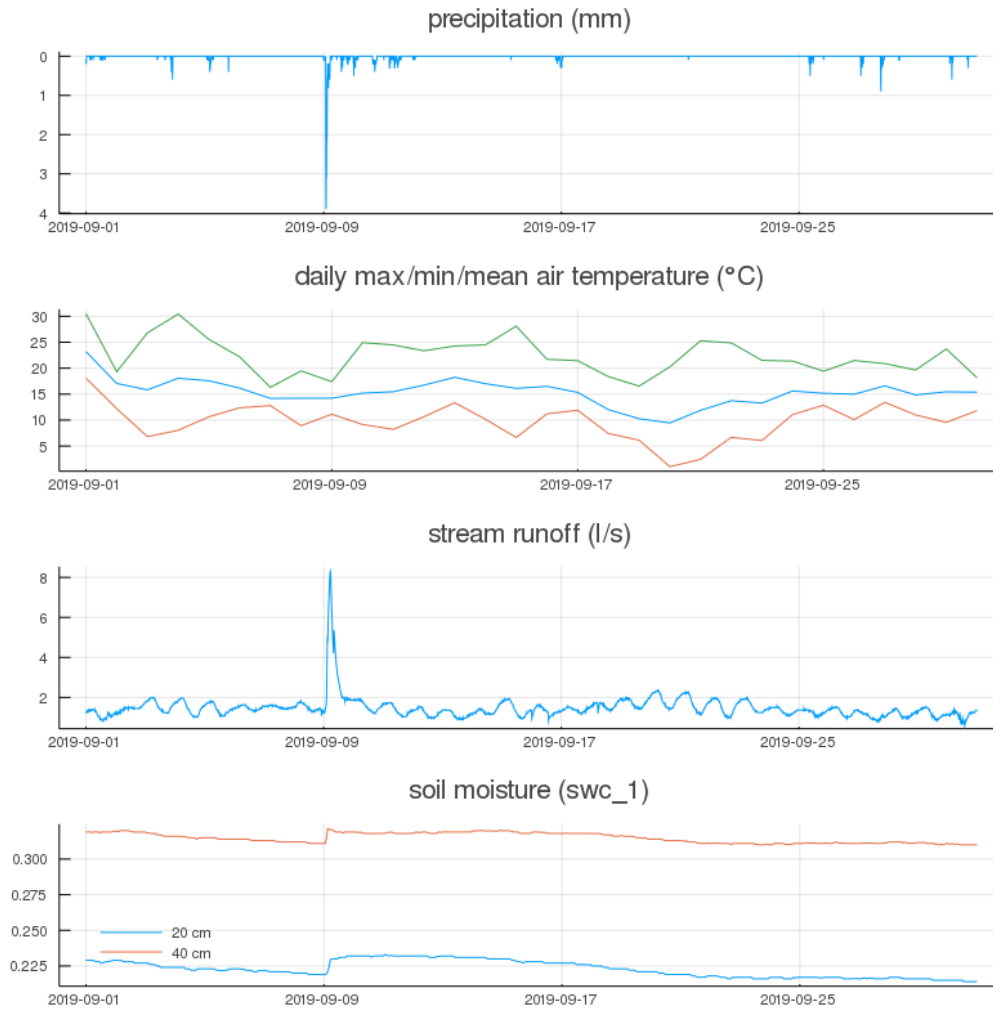 precipitation (mm)
0
1
2
3
4
2019-09-01 2019-09-09 2019-09-17 2019-09-25
daily max/min/mean air temperature (°C)
30
25
20
15
10
5
2019-09-01 2019-09-09 2019-09-17 2019-09-25
stream runoff (l/s)
8
6
4
2
2019-09-01 2019-09-09 2019-09-17 2019-09-25
soil moisture (swc_1)
0.300
0.275
0.250
20 cm
40 cm
0.225
2019-09-01 2019-09-09 2019-09-17 2019-09-25